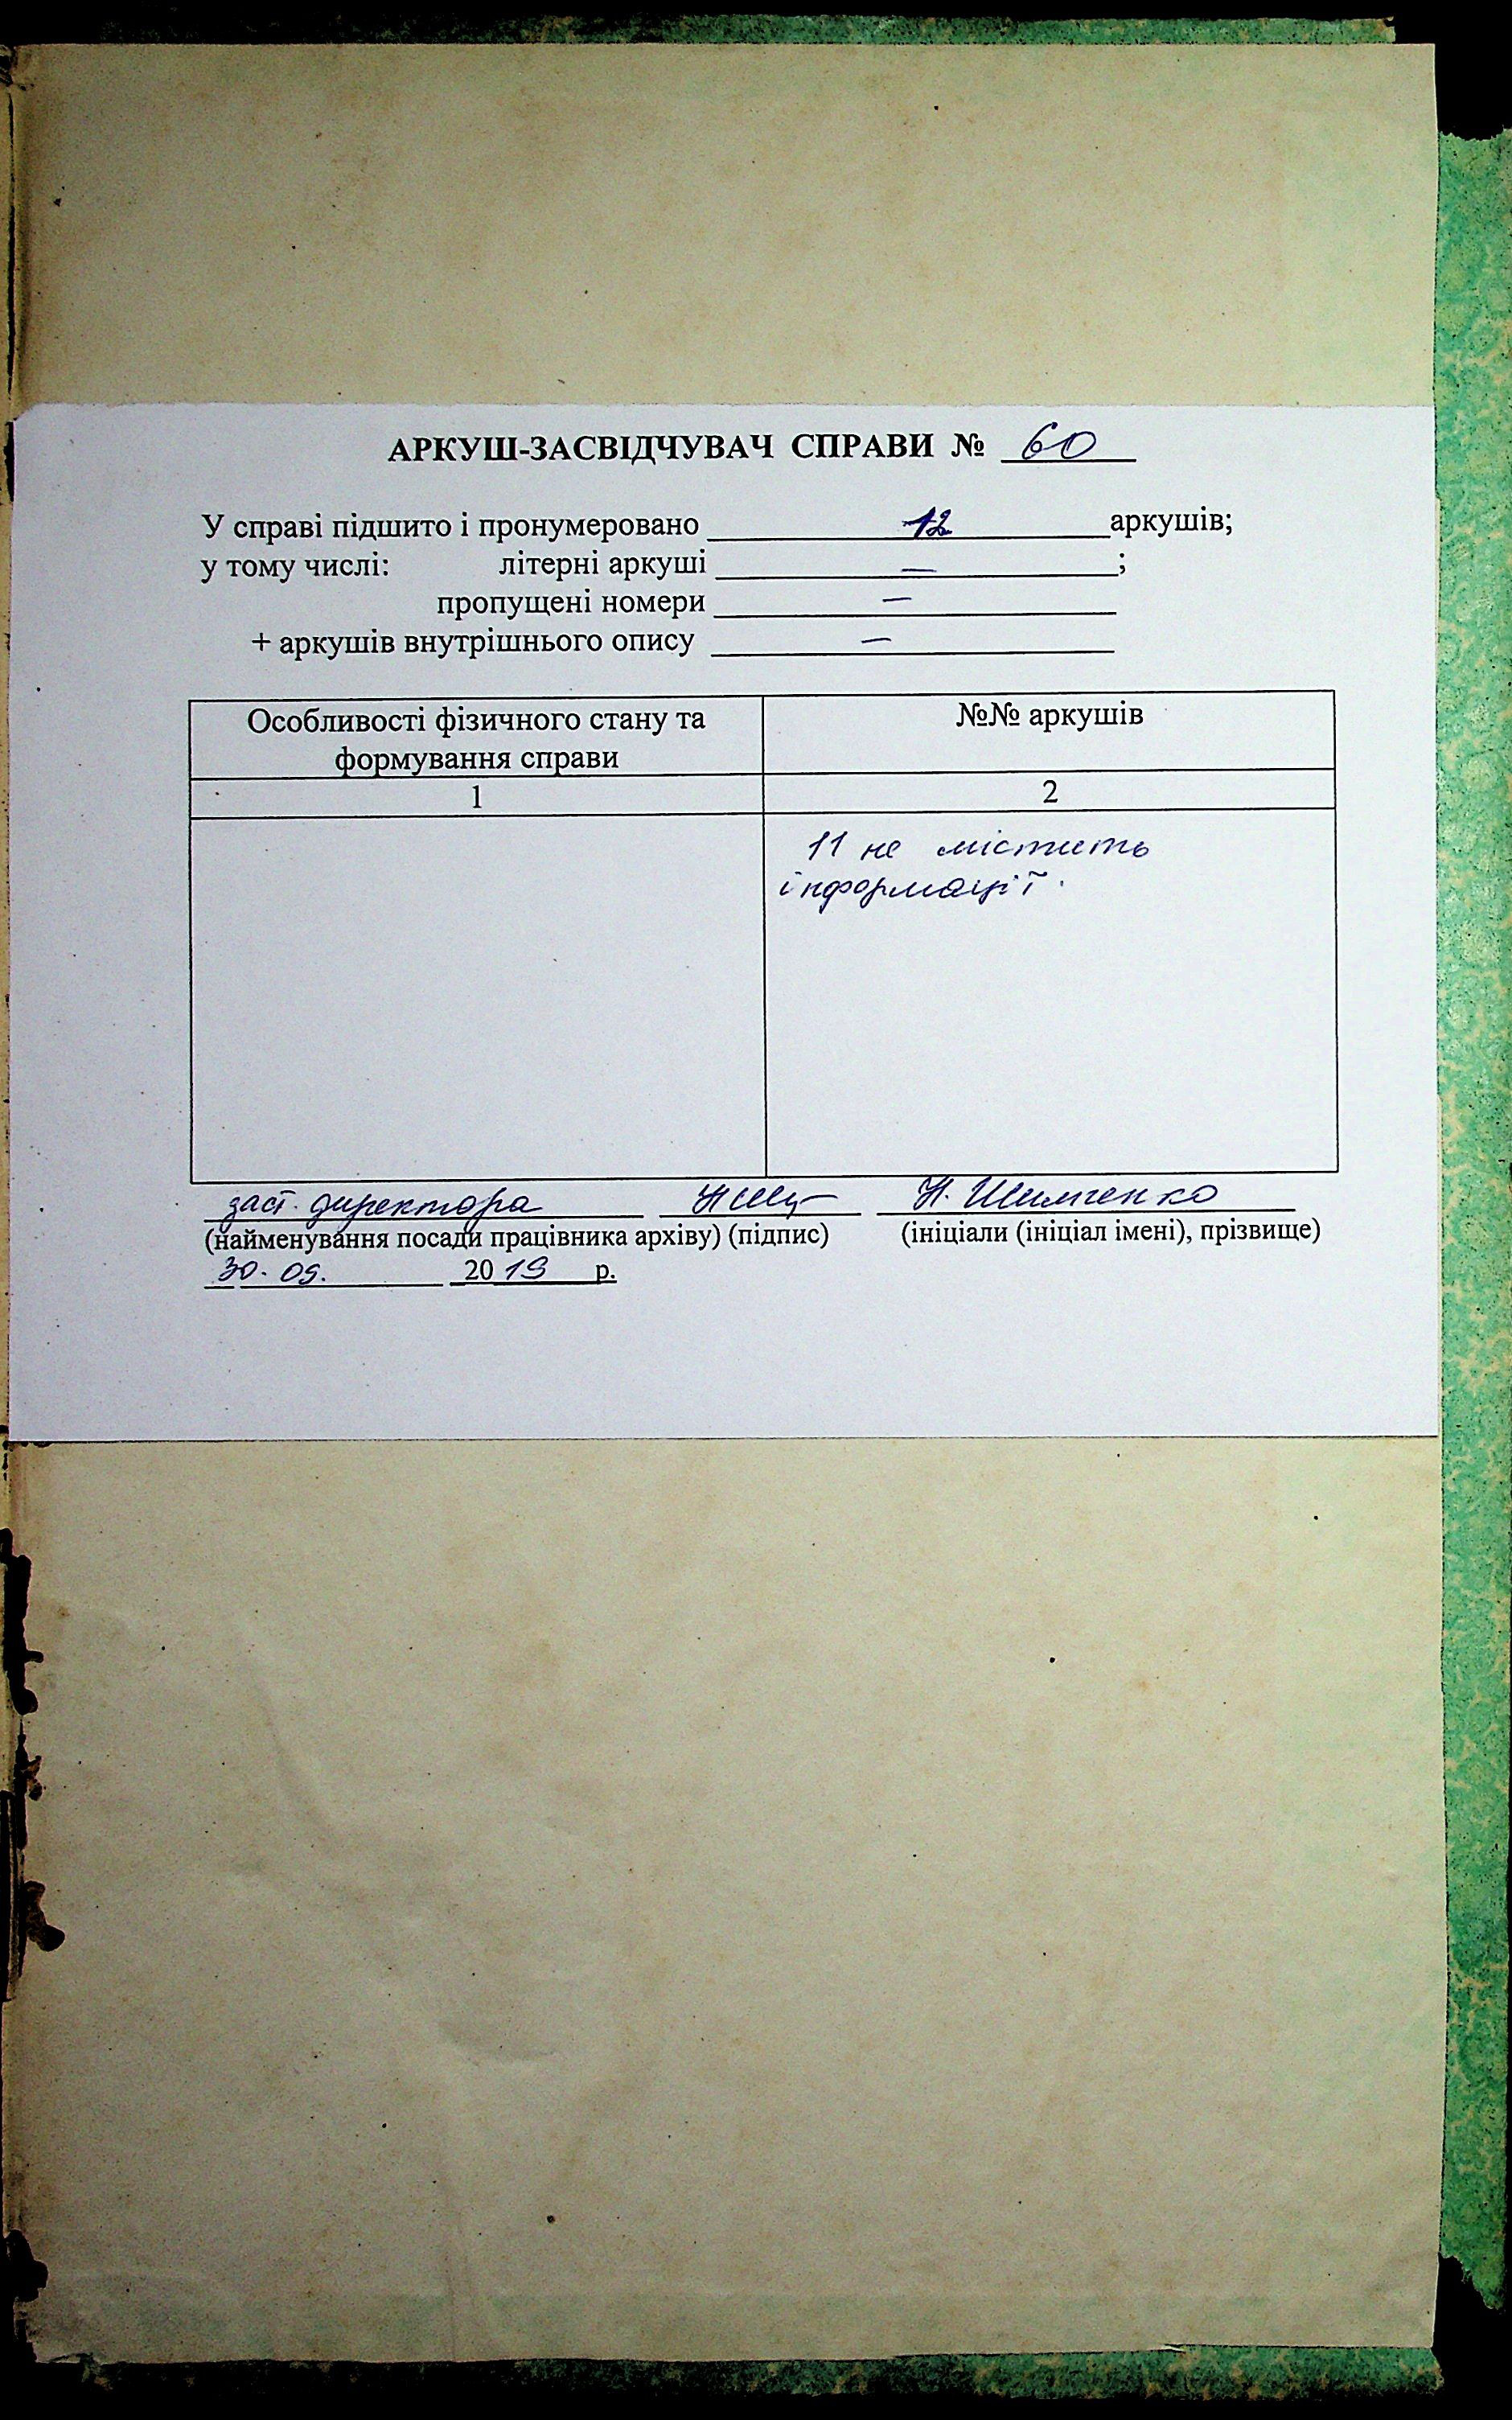 АРКУШ-ЗАСВІДЧУВАЧ СПРАВИ № 60
У справі підшито і пронумеровано 12 аркушів;
у тому числі: літерні аркуші — ;
пропущені номери —
+ аркушів внутрішнього опису —
Особливості фізичного стану та формування справи
№№ аркушів
1 2
11 не містить
інформації.
заст. директора Н. Шимченко
(найменування посади працівника архіву) (підпис) (ініціали (ініціал імені), прізвище)
30. 09. 2019 р.